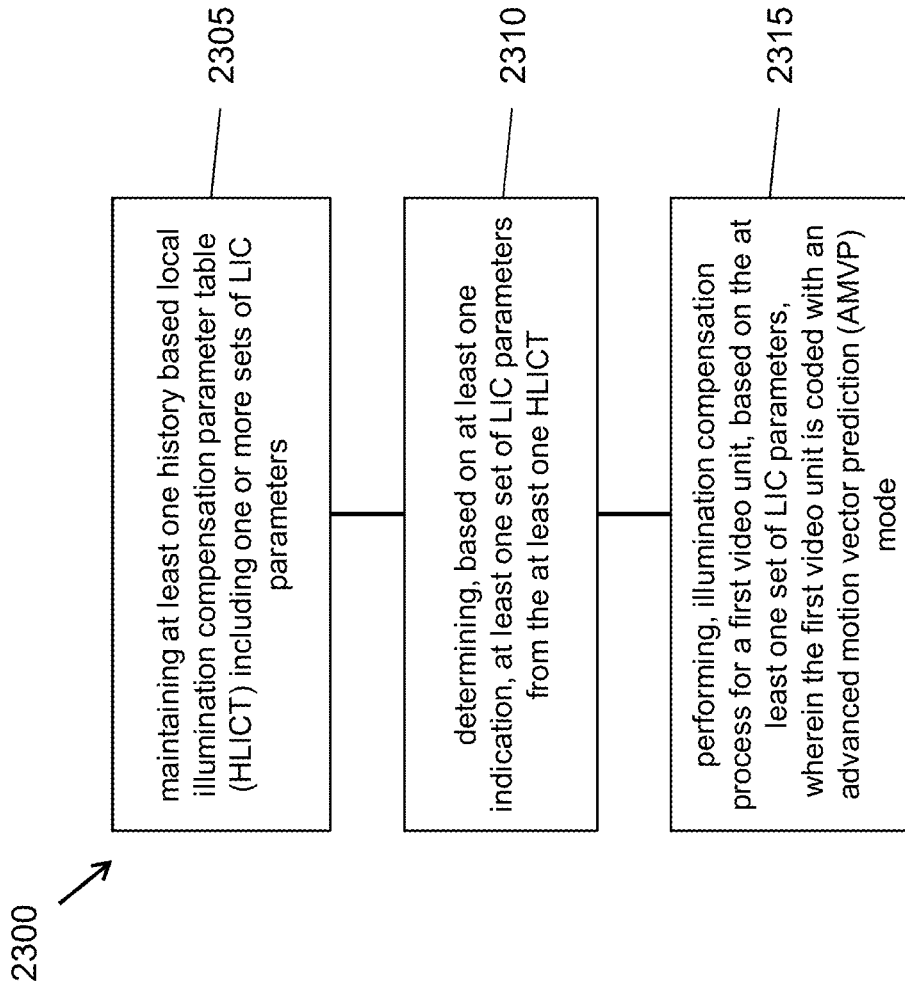 2300
maintaining at least one history based local
illumination compensation parameter table
(HLICT) including one or more sets of LIC
parameters
2305
determining, based on at least one
indication, at least one set of LIC parameters
from the at least one HLICT
2310
performing, illumination compensation
process for a first video unit, based on the at
least one set of LIC parameters,
wherein the first video unit is coded with an
advanced motion vector prediction (AMVP)
mode
2315